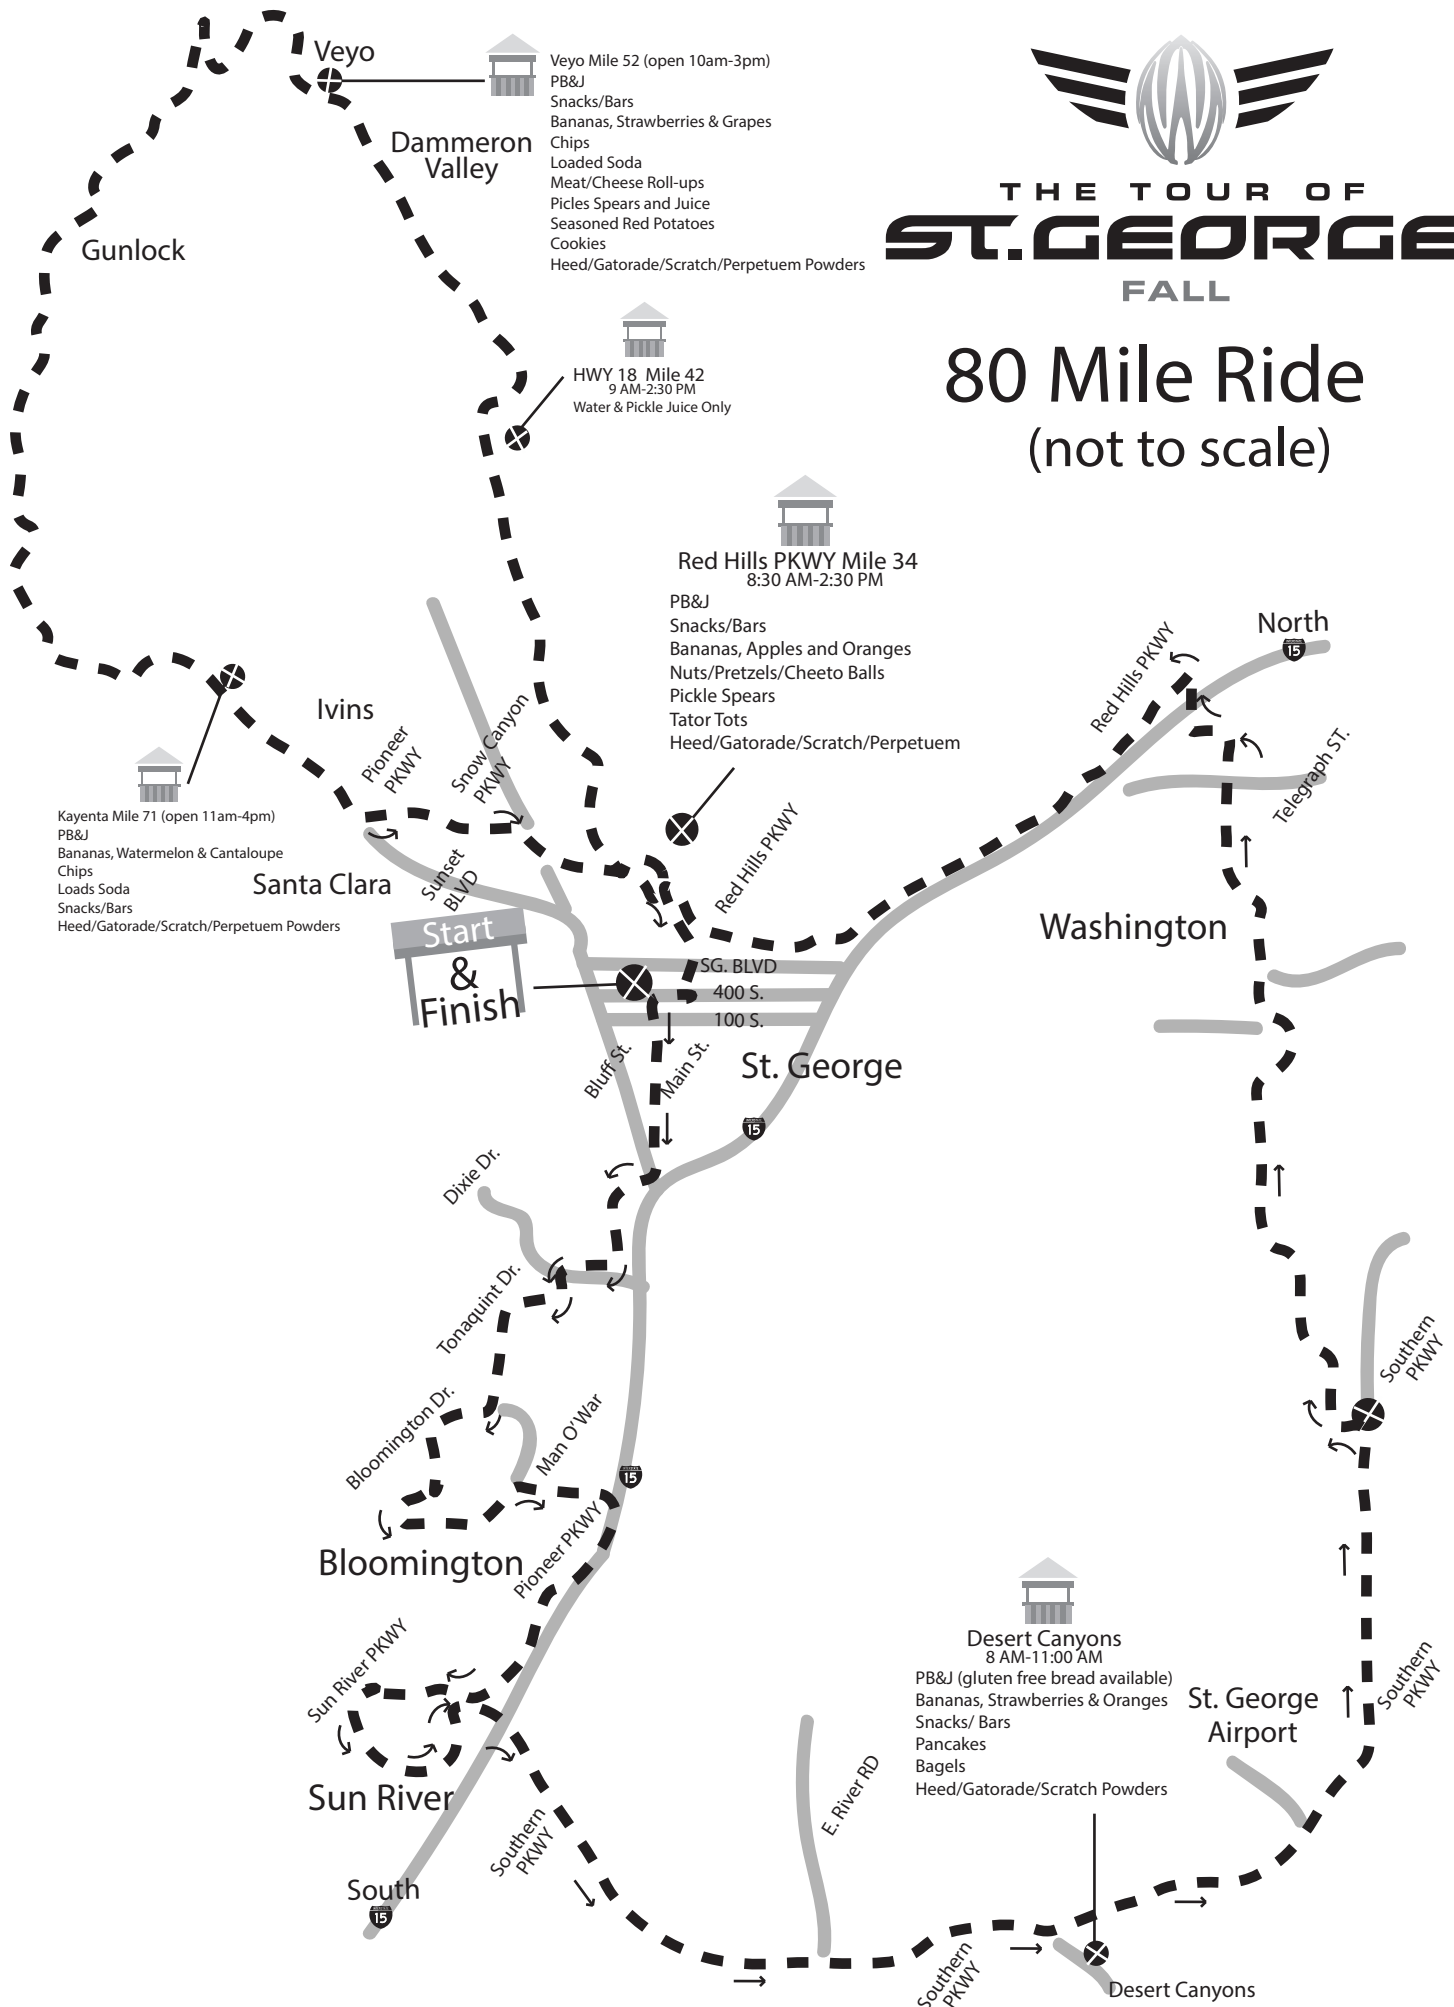 Veyo
Veyo Mile 52 (open 10am-3pm)
PB&J
Snacks/Bars
Bananas, Strawberries & Grapes
Chips
Loaded Soda
Meat/Cheese Roll-ups
Picles Spears and Juice
Seasoned Red Potatoes
Cookies
Heed/Gatorade/Scratch/Perpetuem Powders
Dammeron
Valley
THE TOUR OF
ST.GEORGE
FALL
80 Mile Ride
(not to scale)
Gunlock
HWY 18 Mile 42
9 AM-2:30 PM
Water & Pickle Juice Only
Red Hills PKWY Mile 34
8:30 AM-2:30 PM
PB&J
Snacks/Bars
Bananas, Apples and Oranges
Nuts/Pretzels/Cheeto Balls
Pickle Spears
Tator Tots
Heed/Gatorade/Scratch/Perpetuem
North
15
Red Hills PKWY
Telegraph ST.
Ivins
Pioneer
PKWY
Snow Canyon
PKWY
Kayenta Mile 71 (open 11am-4pm)
PB&J
Bananas, Watermelon & Cantaloupe
Chips
Loads Soda
Snacks/Bars
Heed/Gatorade/Scratch/Perpetuem Powders
Santa Clara
Sunset
BLVD
Red Hills PKWY
Washington
Start
&
Finish
SG. BLVD
400 S.
100 S.
Bluff St.
Main St.
St. George
15
Dixie Dr.
Tonaquint Dr.
Southern
PKWY
Bloomington Dr.
Man O'War
15
Bloomington
Pioneer PKWY
Sun River PKWY
Sun River
Desert Canyons
8 AM-11:00 AM
PB&J (gluten free bread available)
Bananas, Strawberries & Oranges
Snacks/ Bars
Pancakes
Bagels
Heed/Gatorade/Scratch Powders
St. George
Airport
Southern
PKWY
E. River RD
Southern
PKWY
South
15
Southern
PKWY
Desert Canyons